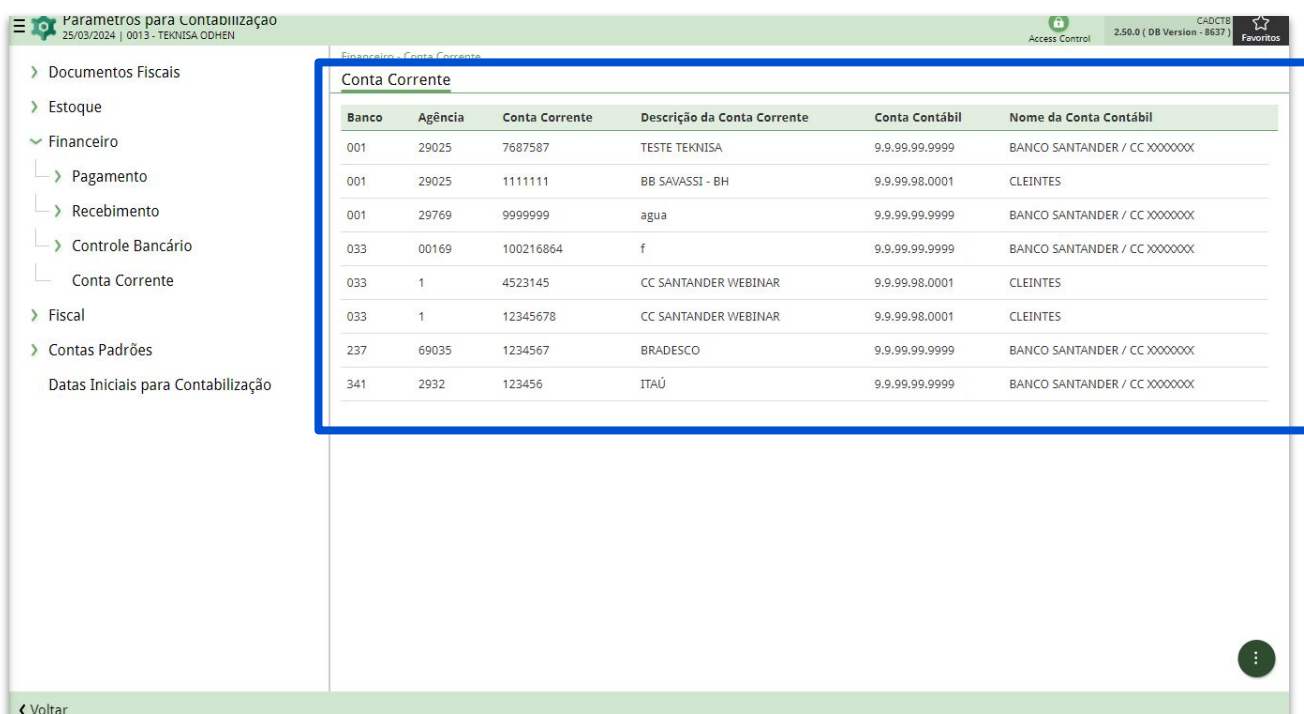 Parâmetros para Contabilização
25/03/2024 | 0013 - TEKNISA ODHEN
Access Control
CADCTB
2.50.0 ( DB Version - 8637 )
Favoritos
Documentos Fiscais
Estoque
Financeiro
Pagamento
Recebimento
Controle Bancário
Conta Corrente
Fiscal
Contas Padrões
Datas Iniciais para Contabilização
Financeiro - Conta Corrente
Conta Corrente
Banco Agência Conta Corrente Descrição da Conta Corrente Conta Contábil Nome da Conta Contábil
001 29025 7687587 TESTE TEKNISA 9.9.99.99.9999 BANCO SANTANDER / CC XXXXXXX
001 29025 1111111 BB SAVASSI - BH 9.9.99.98.0001 CLEINTES
001 29769 9999999 agua 9.9.99.99.9999 BANCO SANTANDER / CC XXXXXXX
033 00169 100216864 f 9.9.99.99.9999 BANCO SANTANDER / CC XXXXXXX
033 1 4523145 CC SANTANDER WEBINAR 9.9.99.98.0001 CLEINTES
033 1 12345678 CC SANTANDER WEBINAR 9.9.99.98.0001 CLEINTES
237 69035 1234567 BRADESCO 9.9.99.99.9999 BANCO SANTANDER / CC XXXXXXX
341 2932 123456 ITAÚ 9.9.99.99.9999 BANCO SANTANDER / CC XXXXXXX
Voltar